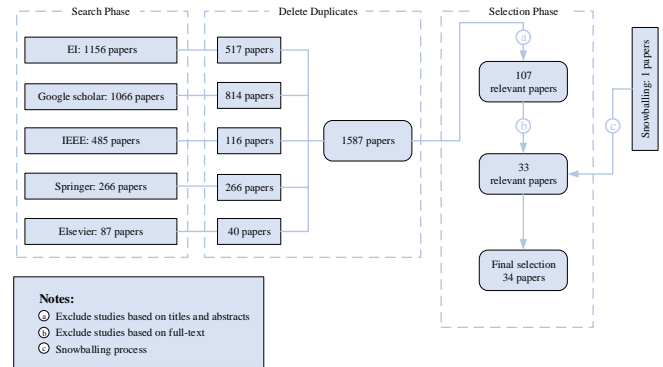 Search Phase
Delete Duplicates
Selection Phase
EI: 1156 papers
517 papers
Google scholar: 1066 papers
814 papers
IEEE: 485 papers
116 papers
Springer: 266 papers
266 papers
Elsevier: 87 papers
40 papers
1587 papers
a
107
relevant papers
b
33
relevant papers
Final selection
34 papers
c
Snowballing: 1 papers
Notes:
a Exclude studies based on titles and abstracts
b Exclude studies based on full-text
c Snowballing process